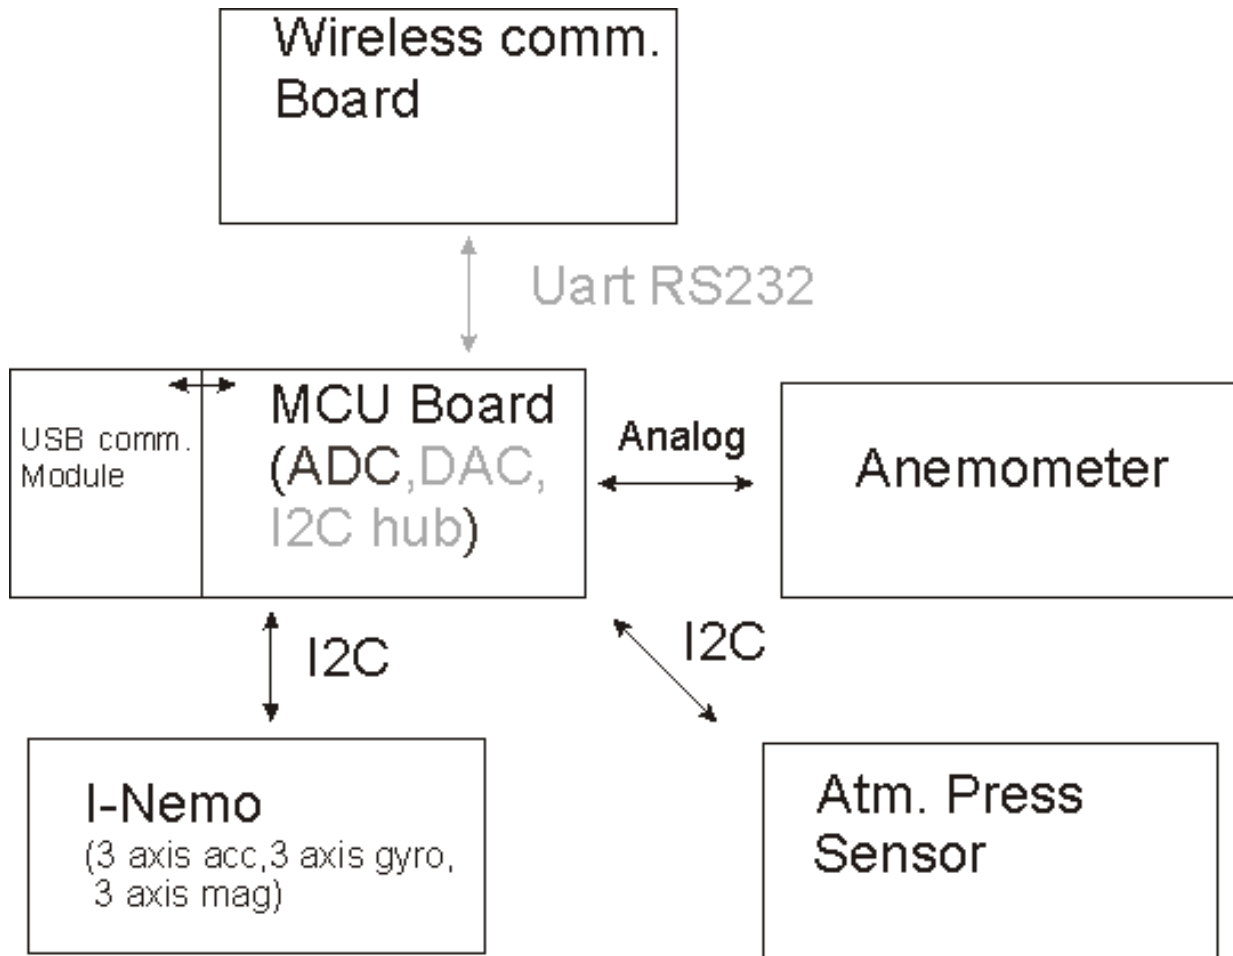 Wireless comm.
Board
Uart RS232
USB comm.
Module
MCU Board
(ADC,DAC,
I2C hub)
Analog
Anemometer
I2C
I2C
I-Nemo
(3 axis acc,3 axis gyro,
3 axis mag)
Atm. Press
Sensor